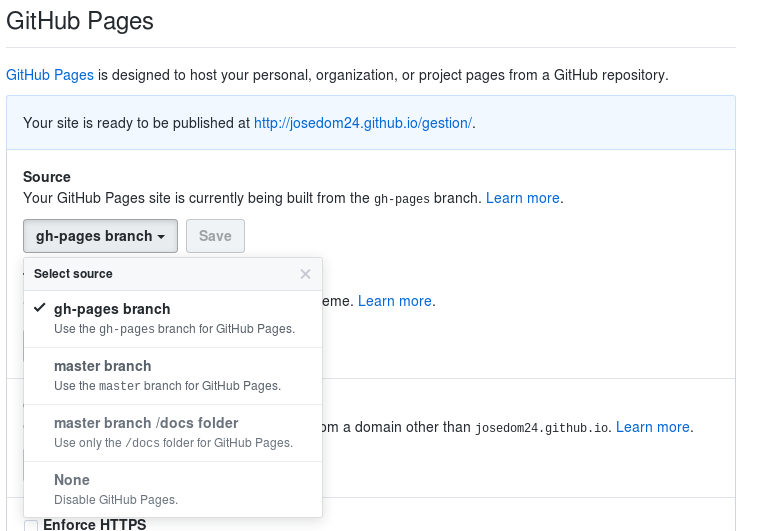 GitHub Pages
GitHub Pages is designed to host your personal, organization, or project pages from a GitHub repository.
Your site is ready to be published at http://josedom24.github.io/gestion/.
Source
Your GitHub Pages site is currently being built from the gh-pages branch. Learn more.
gh-pages branch Save
Select source
gh-pages branch
eme. Learn more.
Use the gh-pages branch for GitHub Pages.
master branch
Use the master branch for GitHub Pages.
master branch /docs folder
om a domain other than josedom24.github.io. Learn more.
Use only the /docs folder for GitHub Pages.
None
Disable GitHub Pages.
Enforce HTTPS